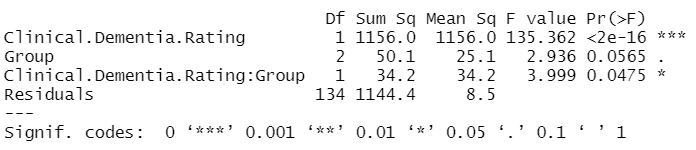 Df Sum Sq Mean Sq F value Pr(>F)
Clinical.Dementia.Rating 1 1156.0 1156.0 135.362 <2e-16 ***
Group 2 50.1 25.1 2.936 0.0565 .
Clinical.Dementia.Rating:Group 1 34.2 34.2 3.999 0.0475 *
Residuals 134 1144.4 8.5
---
Signif. codes: 0 ‘***’ 0.001 ‘**’ 0.01 ‘*’ 0.05 ‘.’ 0.1 ‘ ’ 1